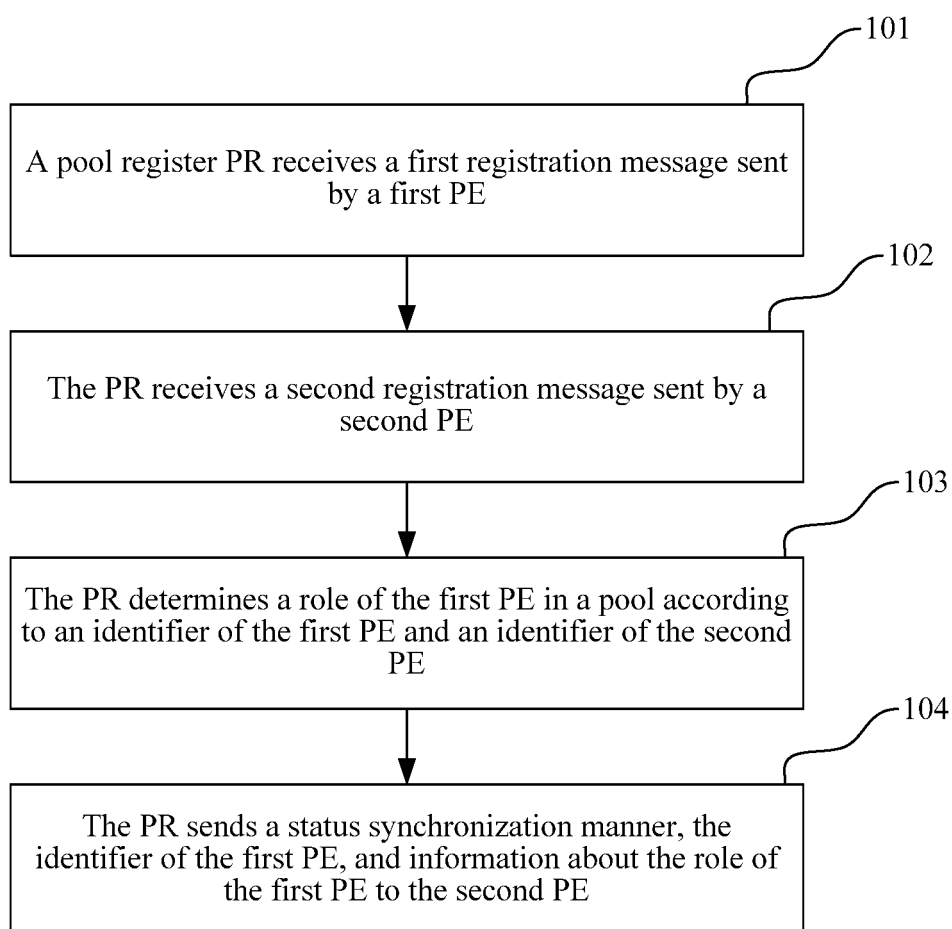 101
A pool register PR receives a first registration message sent
by a first PE
102
The PR receives a second registration message sent by a
second PE
103
The PR determines a role of the first PE in a pool according
to an identifier of the first PE and an identifier of the second
PE
104
The PR sends a status synchronization manner, the
identifier of the first PE, and information about the role of
the first PE to the second PE